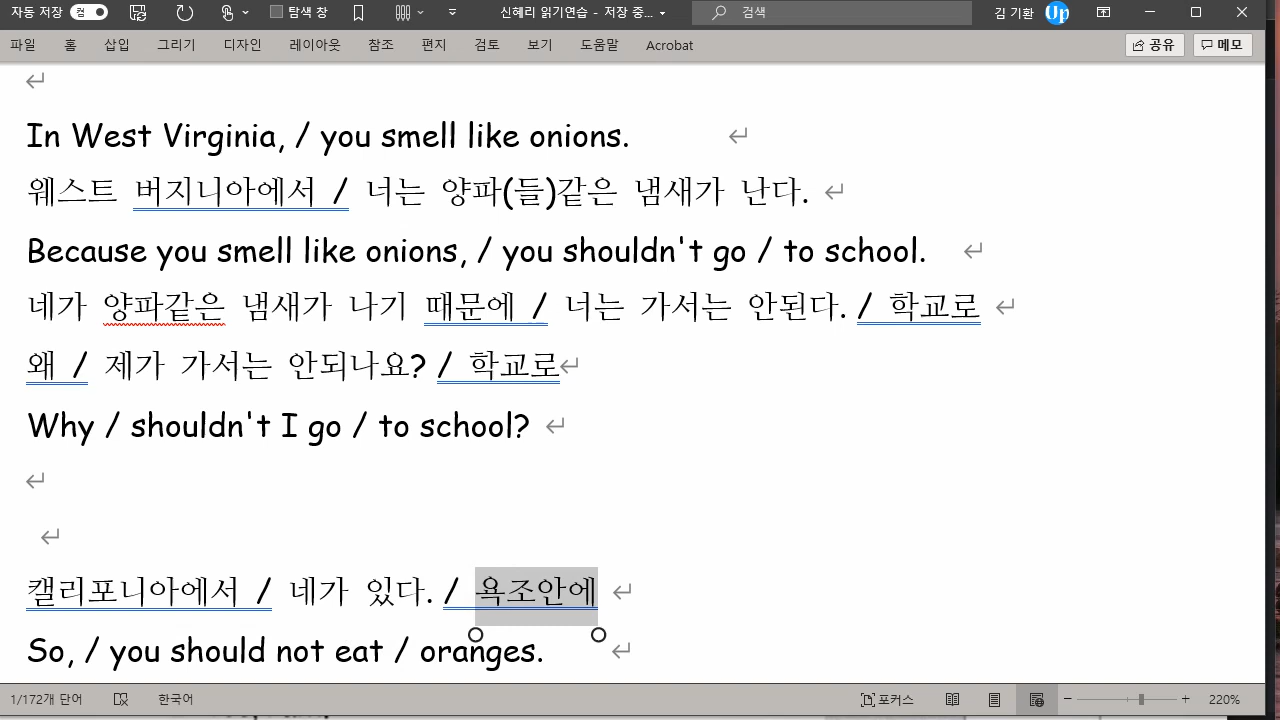 자동 저장 켬 탐색 창 신혜리 읽기연습 - 저장 중... 검색 김 기환 Up
파일 홈 삽입 그리기 디자인 레이아웃 참조 편지 검토 보기 도움말 Acrobat 공유 메모
In West Virginia, / you smell like onions.
웨스트 버지니아에서 / 너는 양파(들)같은 냄새가 난다.
Because you smell like onions, / you shouldn't go / to school.
네가 양파같은 냄새가 나기 때문에 / 너는 가서는 안된다. / 학교로
왜 / 제가 가서는 안되나요? / 학교로
Why / shouldn't I go / to school?
캘리포니아에서 / 네가 있다. / 욕조안에
So, / you should not eat / oranges.
1/172개 단어 한국어 포커스 220%